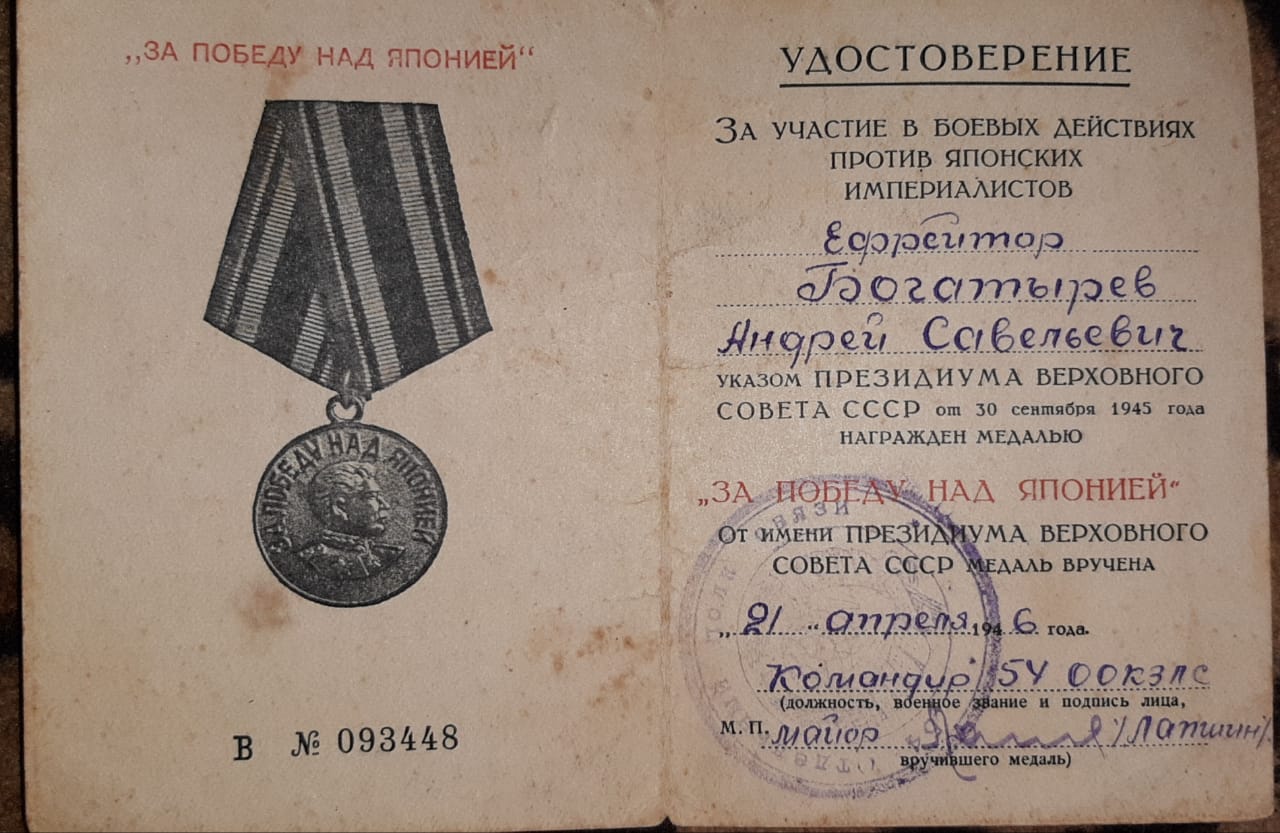 „ЗА ПОБЕДУ НАД ЯПОНИЕЙ“
ЗА ПОБЕДУ НАД ЯПОНИЕЙ
В № 093448
УДОСТОВЕРЕНИЕ
ЗА УЧАСТИЕ В БОЕВЫХ ДЕЙСТВИЯХ
ПРОТИВ ЯПОНСКИХ
ИМПЕРИАЛИСТОВ
Ефрейтор
Богатырев
Андрей Савельевич
УКАЗОМ ПРЕЗИДИУМА ВЕРХОВНОГО
СОВЕТА СССР от 30 сентября 1945 года
НАГРАЖДЕН МЕДАЛЬЮ
„ЗА ПОБЕДУ НАД ЯПОНИЕЙ“
ОТ ИМЕНИ ПРЕЗИДИУМА ВЕРХОВНОГО
СОВЕТА СССР МЕДАЛЬ ВРУЧЕНА
„21“ апреля 1946 года.
Командир 54 ООКЗЛС
(должность, военное звание и подпись лица,
М. П. майор /Лапшин/.
вручившего медаль)
ПОЛК СВЯЗИ